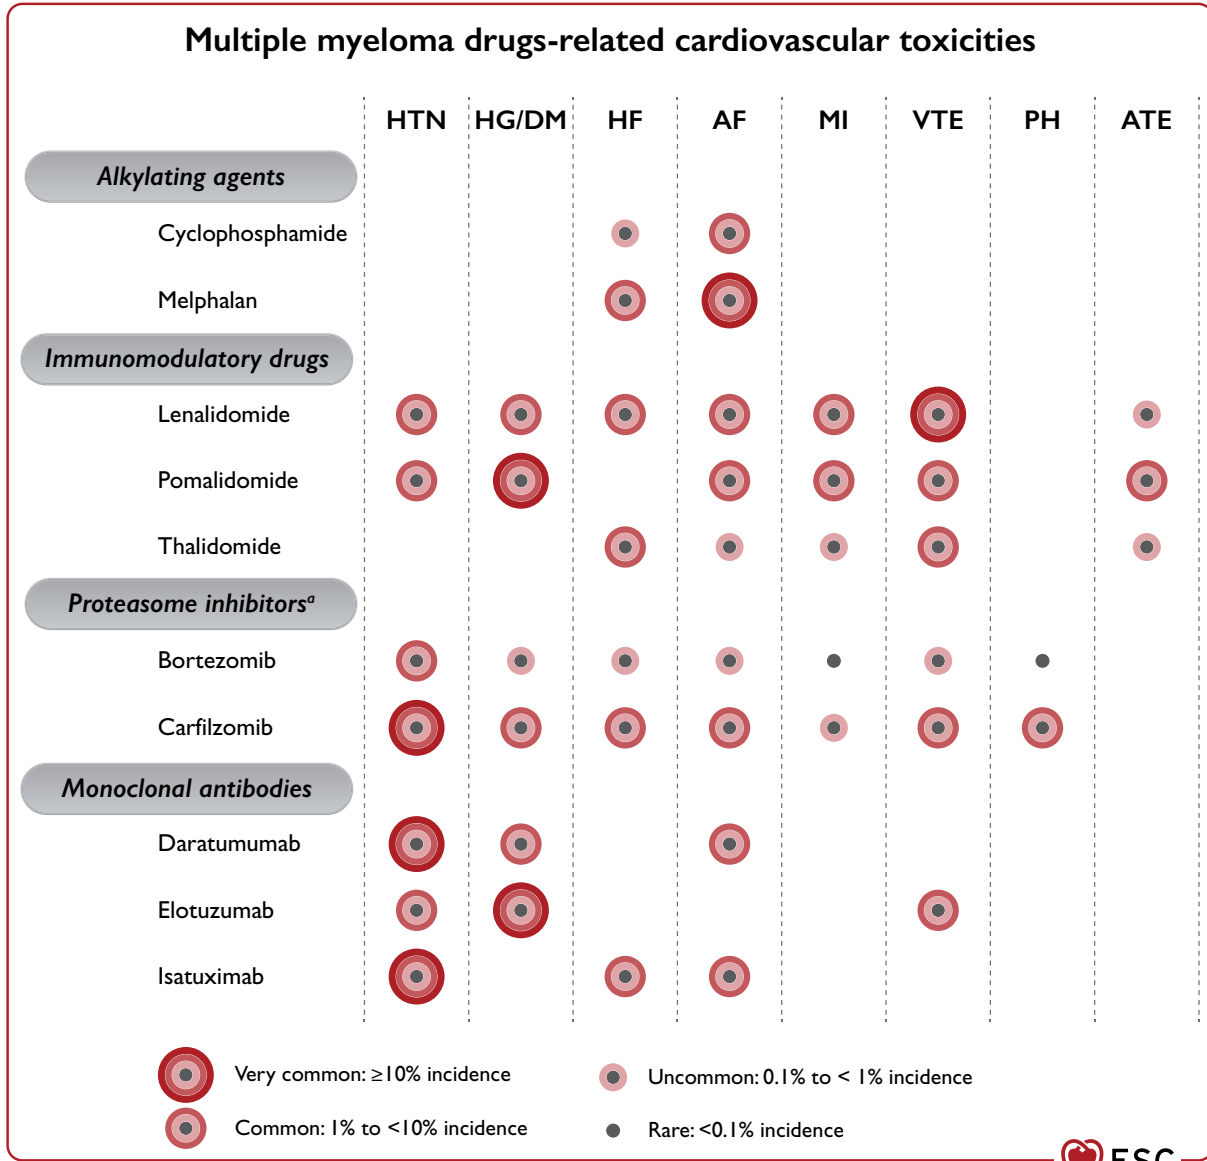 Multiple myeloma drugs-related cardiovascular toxicities
HTN HG/DM HF AF MI VTE PH ATE
Alkylating agents
Cyclophosphamide
Melphalan
Immunomodulatory drugs
Lenalidomide
Pomalidomide
Thalidomide
Proteasome inhibitorsᵃ
Bortezomib
Carfilzomib
Monoclonal antibodies
Daratumumab
Elotuzumab
Isatuximab
Very common: ≥10% incidence
Uncommon: 0.1% to < 1% incidence
Common: 1% to <10% incidence
Rare: <0.1% incidence
ESC